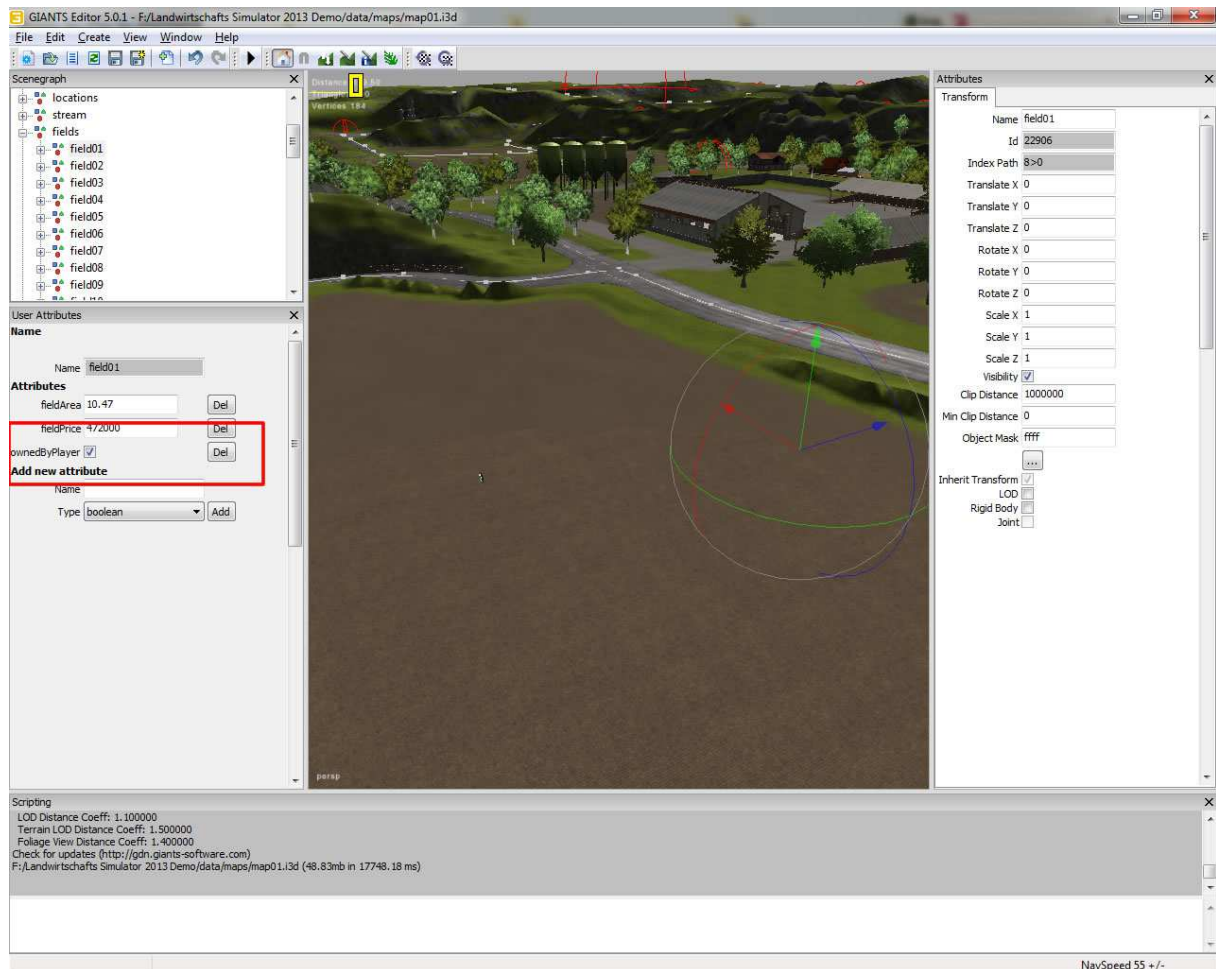 GIANTS Editor 5.0.1 - F:/Landwirtschafts Simulator 2013 Demo/data/maps/map01.i3d
File Edit Create View Window Help
Scenegraph
locations
stream
fields
field01
field02
field03
field04
field05
field06
field07
field08
field09
User Attributes
Name
Name field01
Attributes
fieldArea 10.47 Del
fieldPrice 472000 Del
ownedByPlayer Del
Add new attribute
Name
Type boolean Add
Vertices 184
persp
Attributes
Transform
Name field01
Id 22906
Index Path 8>0
Translate X 0
Translate Y 0
Translate Z 0
Rotate X 0
Rotate Y 0
Rotate Z 0
Scale X 1
Scale Y 1
Scale Z 1
Visibility
Clip Distance 1000000
Min Clip Distance 0
Object Mask ffff
...
Inherit Transform
LOD
Rigid Body
Joint
Scripting
LOD Distance Coeff: 1.100000
Terrain LOD Distance Coeff: 1.500000
Foliage View Distance Coeff: 1.400000
Check for updates (http://gdn.giants-software.com)
F:/Landwirtschafts Simulator 2013 Demo/data/maps/map01.i3d (48.83mb in 17748.18 ms)
NavSpeed 55 +/-